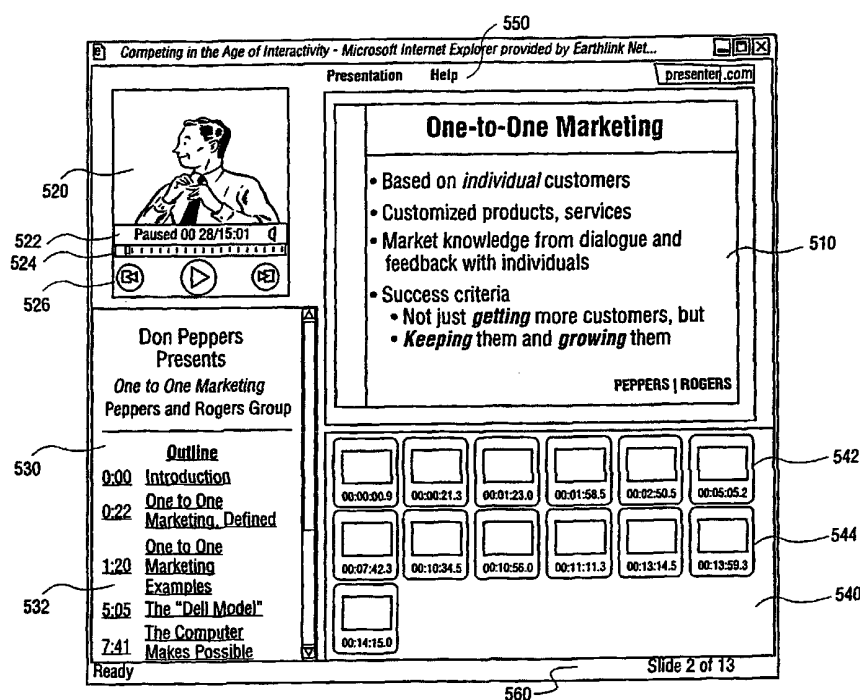 550
Competing in the Age of Interactivity - Microsoft Internet Explorer provided by Earthlink Net...
Presentation Help
presenter.com
520
522
Paused 00 28/15:01
524
526
One-to-One Marketing
• Based on individual customers
• Customized products, services
• Market knowledge from dialogue and
feedback with individuals
• Success criteria
• Not just getting more customers, but
• Keeping them and growing them
PEPPERS | ROGERS
510
Don Peppers
Presents
One to One Marketing
Peppers and Rogers Group
530
Outline
0:00 Introduction
0:22 One to One
Marketing, Defined
1:20 One to One
Marketing
Examples
532
5:05 The "Dell Model"
7:41 The Computer
Makes Possible
00:00:00.9 00:00:21.3 00:01:23.0 00:01:58.5 00:02:50.5 00:05:05.2
542
00:07:42.3 00:10:34.5 00:10:56.0 00:11:11.3 00:13:14.5 00:13:59.3
544
00:14:15.0
540
Ready
Slide 2 of 13
560